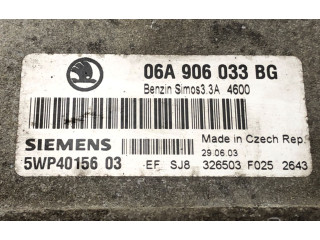 06A 906 033 BG
Benzin Simos3.3A 4600
SIEMENS
Made in Czech Rep.
29.06.03
5WP40156 03
EF SJ8 326503 F025 2643